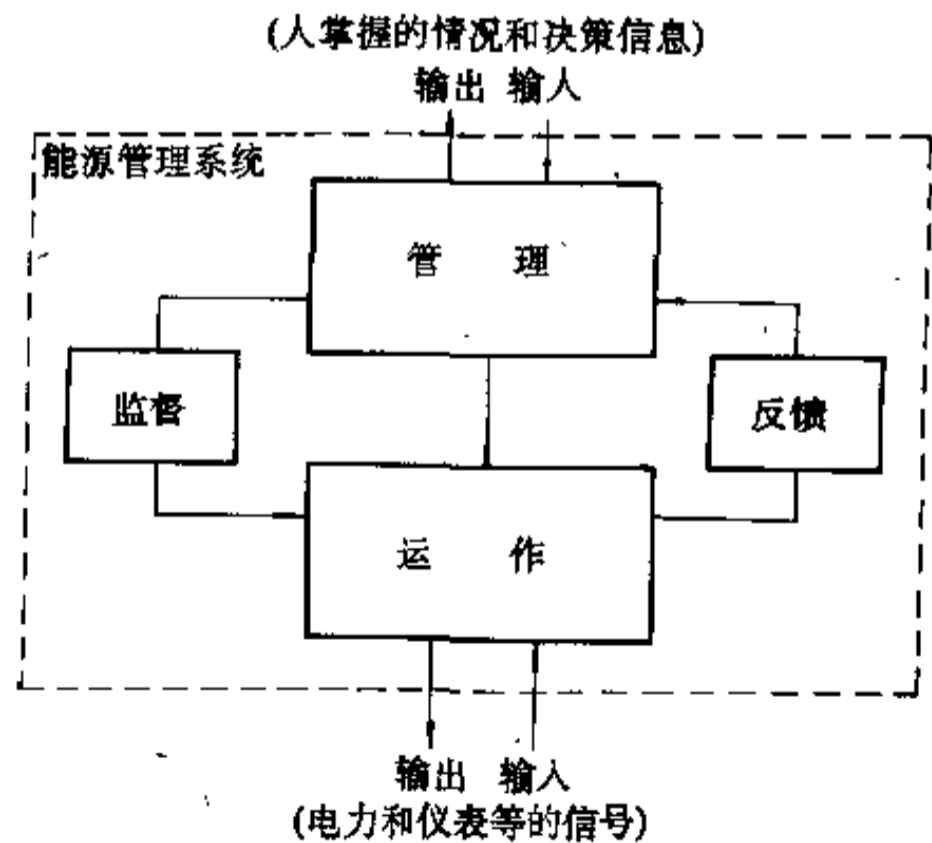 (人掌握的情况和决策信息)
输出 输入
能源管理系统
管 理
监督
反馈
运 作
输出 输入
(电力和仪表等的信号)